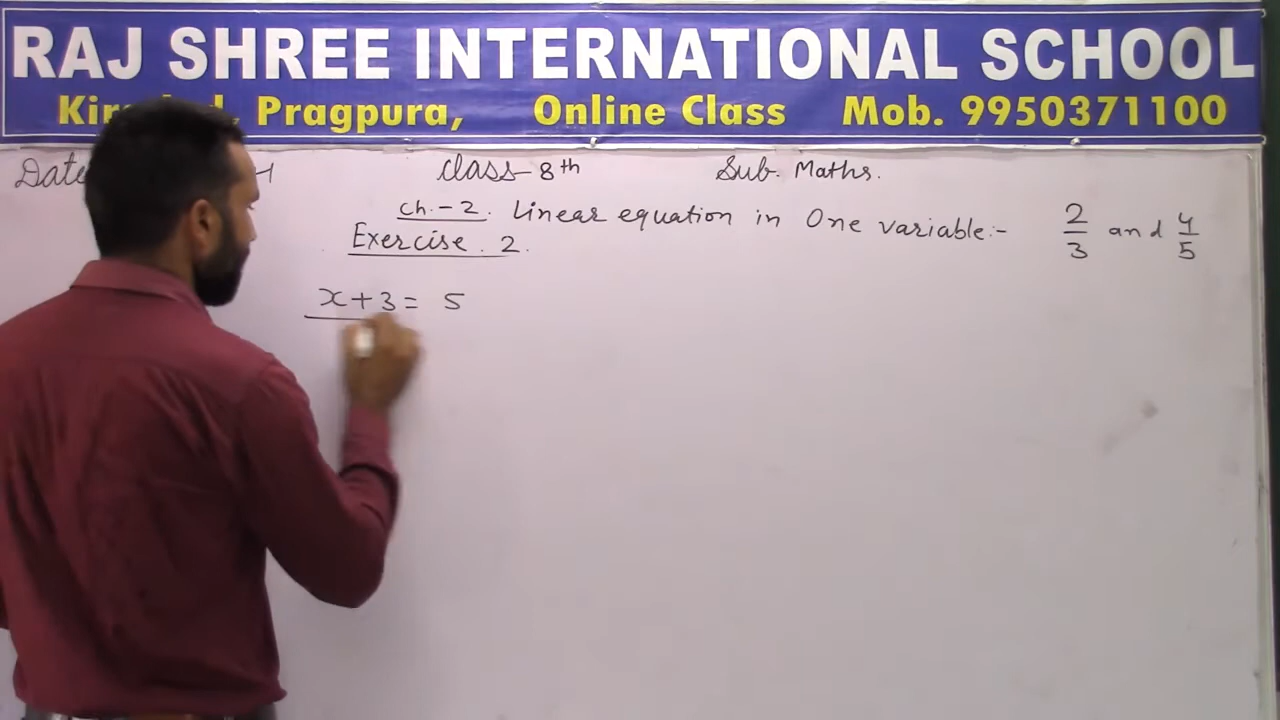 RAJ SHREE INTERNATIONAL SCHOOL
Pragpura, Online Class Mob. 9950371100
Date Class-8th Sub. Maths.
Ch.-2. Linear equation in One variable:- 2/3 and 4/5
Exercise. 2.
x+3= 5